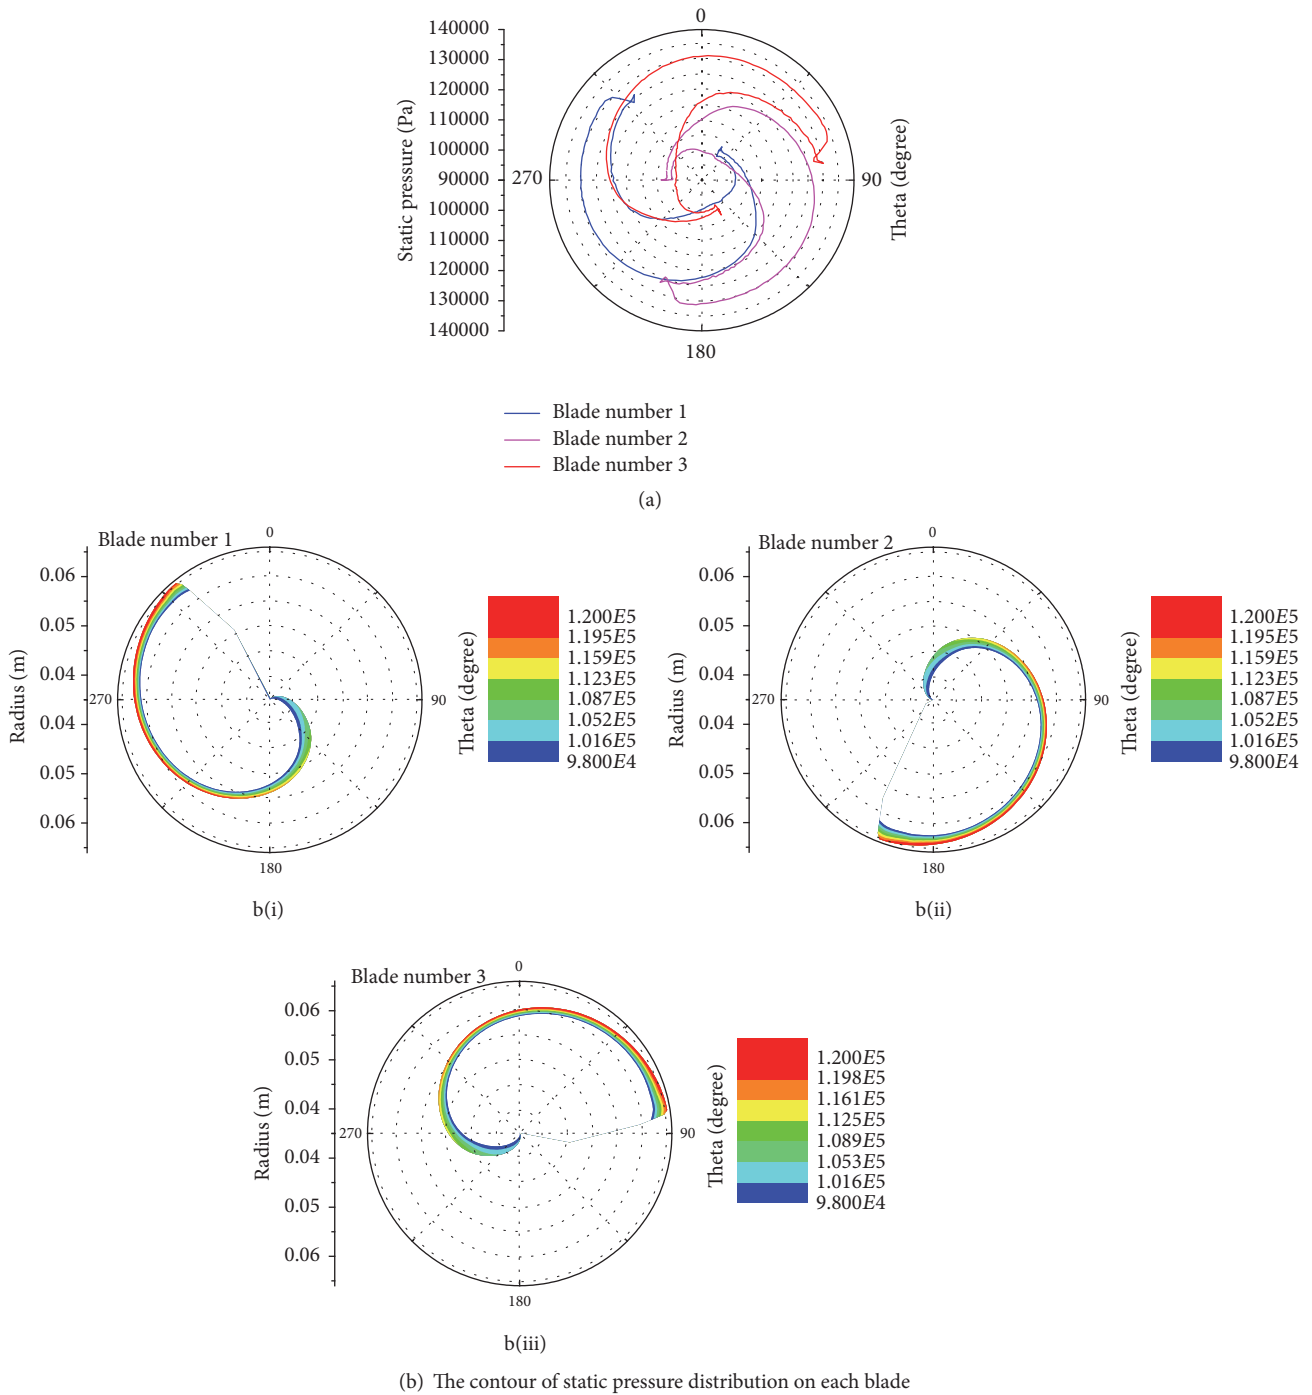 0
140000
130000
120000
110000
100000
90000
100000
110000
120000
130000
140000
Static pressure (Pa)
270
90
Theta (degree)
180
Blade number 1
Blade number 2
Blade number 3
(a)
Blade number 1
0
0.06
0.05
0.04
0.04
0.05
0.06
Radius (m)
270
90
180
Theta (degree)
1.200E5
1.195E5
1.159E5
1.123E5
1.087E5
1.052E5
1.016E5
9.800E4
b(i)
Blade number 2
0
0.06
0.05
0.04
0.04
0.05
0.06
Radius (m)
270
90
180
Theta (degree)
1.200E5
1.195E5
1.159E5
1.123E5
1.087E5
1.052E5
1.016E5
9.800E4
b(ii)
Blade number 3
0
0.06
0.05
0.04
0.04
0.05
0.06
Radius (m)
270
90
180
Theta (degree)
1.200E5
1.198E5
1.161E5
1.125E5
1.089E5
1.053E5
1.016E5
9.800E4
b(iii)
(b) The contour of static pressure distribution on each blade